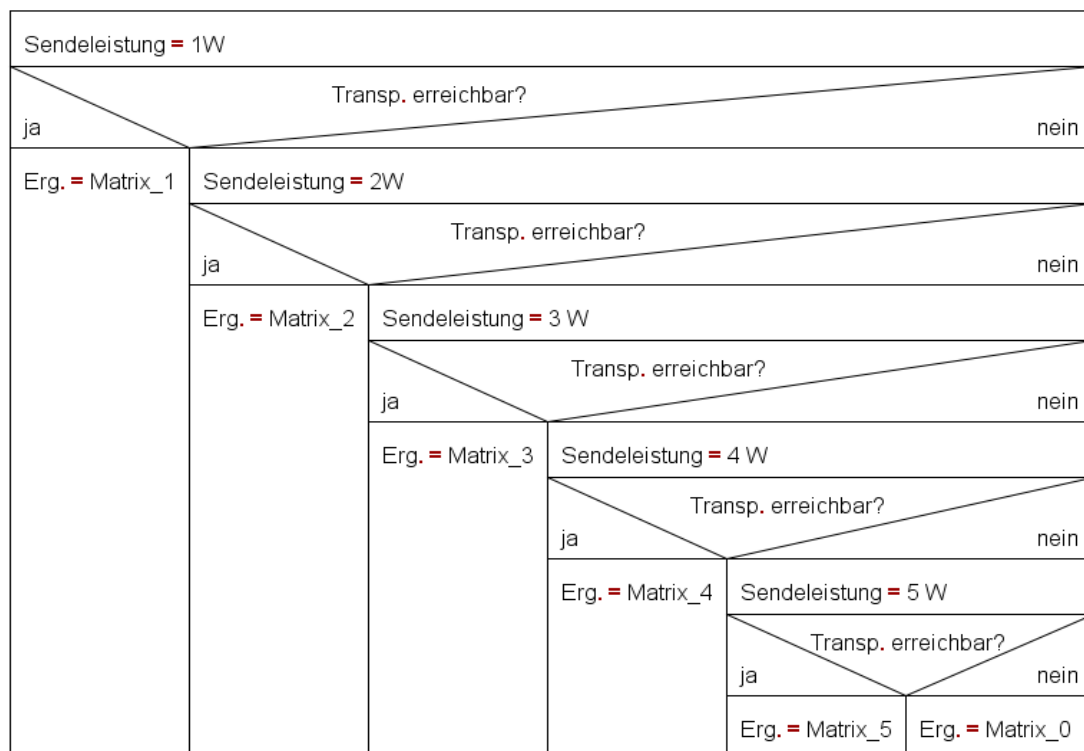 Sendeleistung = 1W
Transp. erreichbar?
ja
nein
Erg. = Matrix_1
Sendeleistung = 2W
Transp. erreichbar?
ja
nein
Erg. = Matrix_2
Sendeleistung = 3 W
Transp. erreichbar?
ja
nein
Erg. = Matrix_3
Sendeleistung = 4 W
Transp. erreichbar?
ja
nein
Erg. = Matrix_4
Sendeleistung = 5 W
Transp. erreichbar?
ja
nein
Erg. = Matrix_5
Erg. = Matrix_0